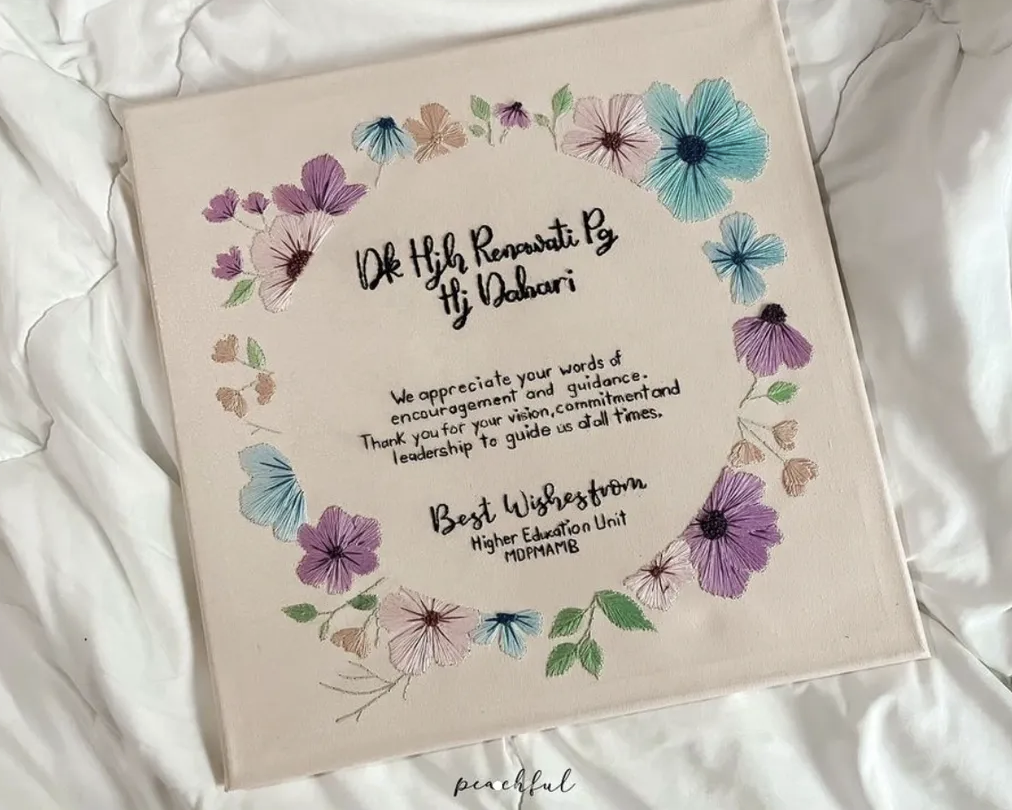 Dk Hjh Renawati Pg
Hj Dahari
We appreciate your words of
encouragement and guidance.
Thank you for your vision, commitment and
leadership to guide us at all times.
Best Wishes from
Higher Education Unit
MDPMAMB
peachful